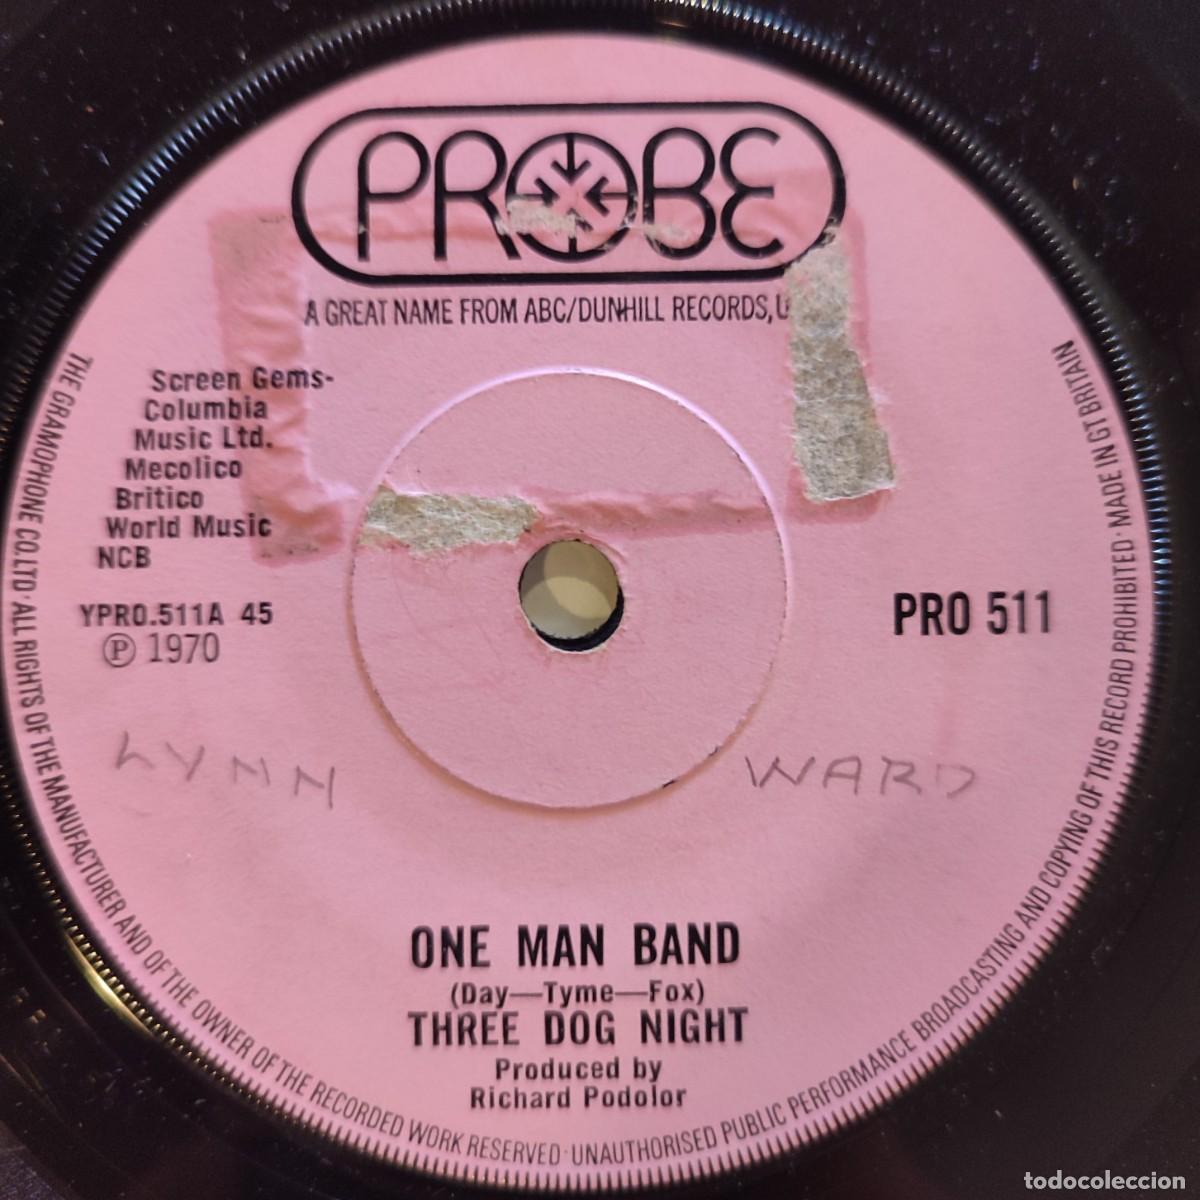 PROBE
A GREAT NAME FROM ABC/DUNHILL RECORDS, U
Screen Gems-
Columbia
Music Ltd.
Mecolico
Britico
World Music
NCB
YPRO.511A 45
℗ 1970
PRO 511
LYNN WARD
ONE MAN BAND
(Day—Tyme—Fox)
THREE DOG NIGHT
Produced by
Richard Podolor
THE GRAMOPHONE CO. LTD · ALL RIGHTS OF THE MANUFACTURER AND OF THE OWNER OF THE RECORDED WORK RESERVED · UNAUTHORISED PUBLIC PERFORMANCE BROADCASTING AND COPYING OF THIS RECORD PROHIBITED · MADE IN GT BRITAIN
todocoleccion